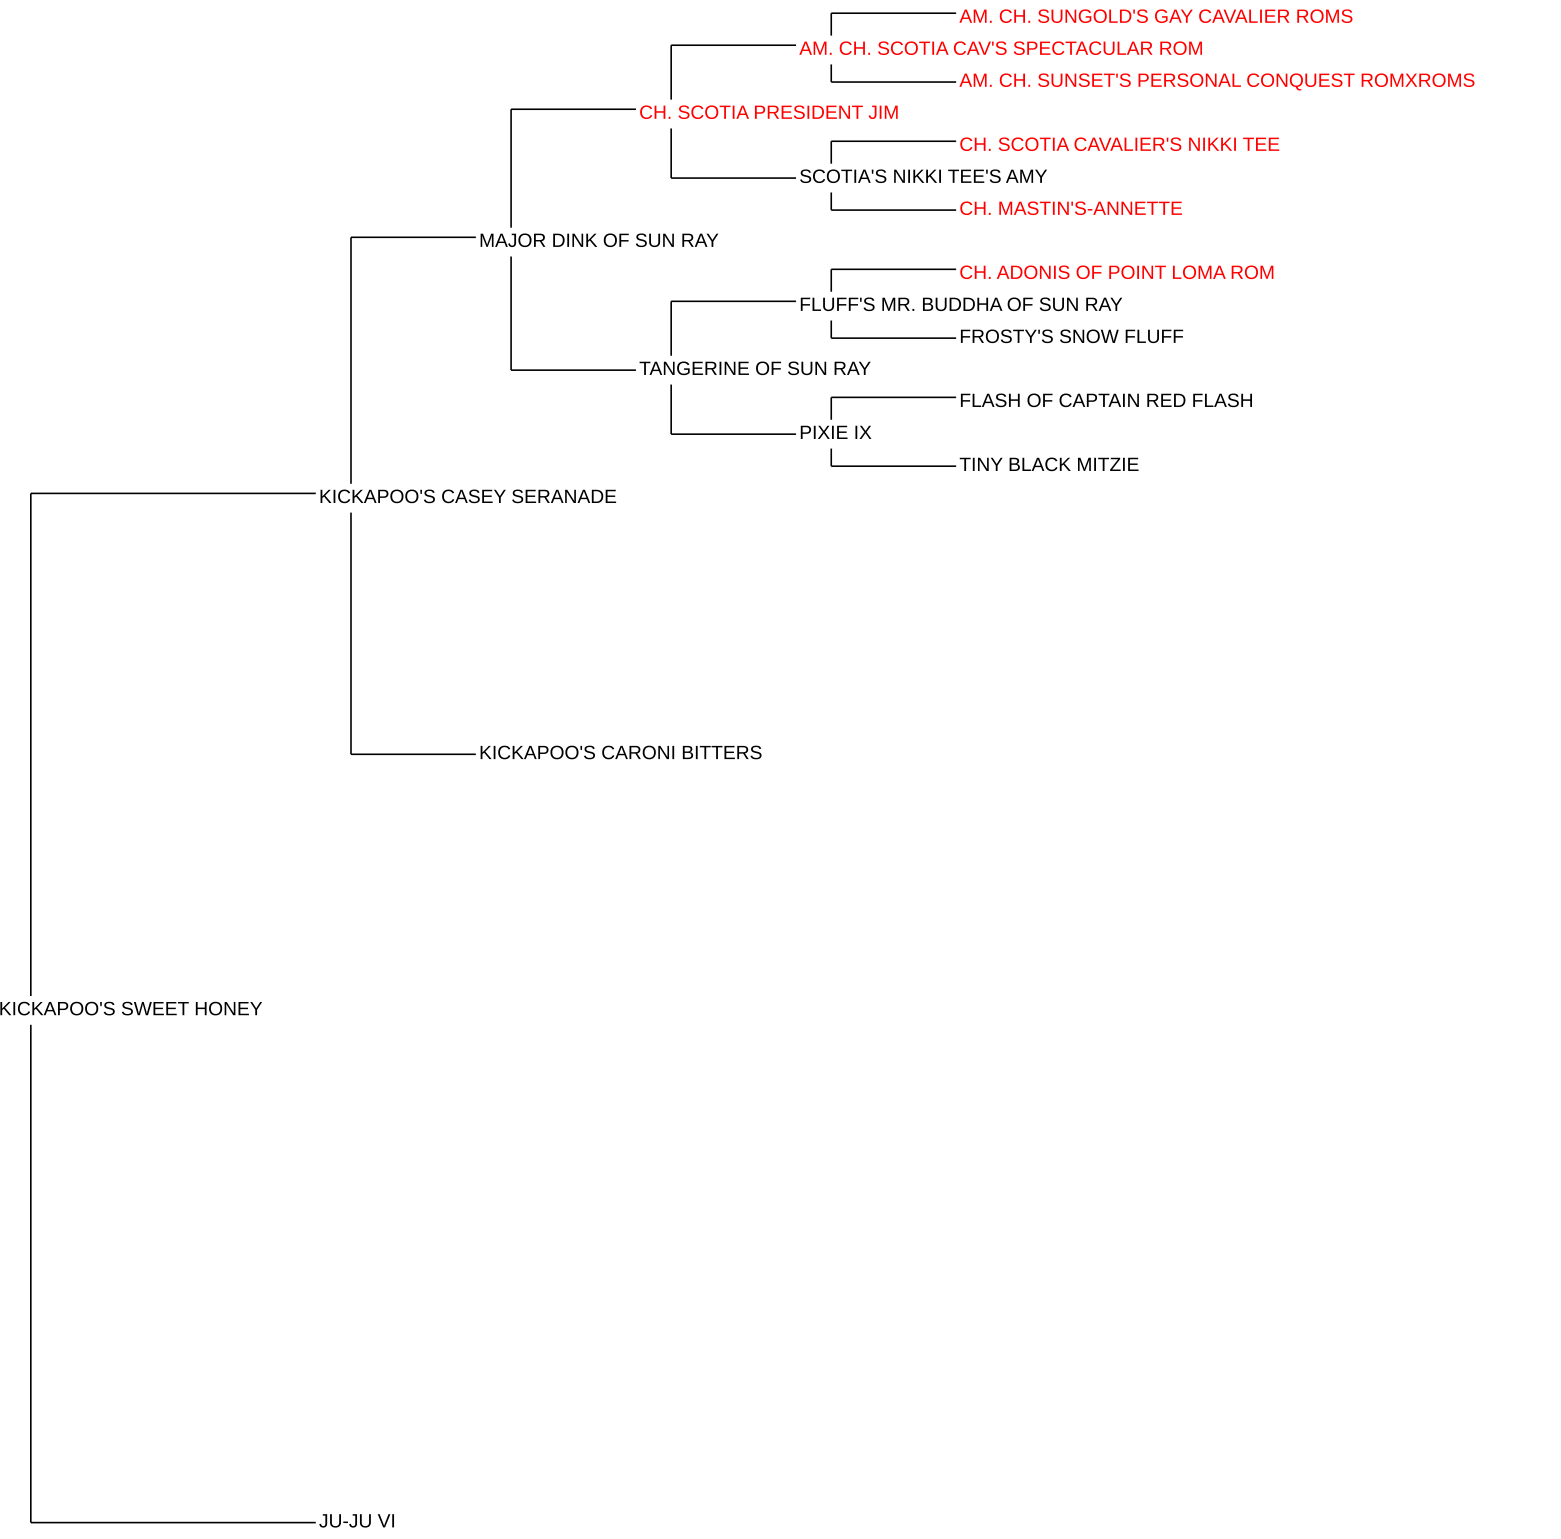 AM. CH. SUNGOLD'S GAY CAVALIER ROMS
AM. CH. SCOTIA CAV'S SPECTACULAR ROM
AM. CH. SUNSET'S PERSONAL CONQUEST ROMXROMS
CH. SCOTIA PRESIDENT JIM
CH. SCOTIA CAVALIER'S NIKKI TEE
SCOTIA'S NIKKI TEE'S AMY
CH. MASTIN'S-ANNETTE
MAJOR DINK OF SUN RAY
CH. ADONIS OF POINT LOMA ROM
FLUFF'S MR. BUDDHA OF SUN RAY
FROSTY'S SNOW FLUFF
TANGERINE OF SUN RAY
FLASH OF CAPTAIN RED FLASH
PIXIE IX
TINY BLACK MITZIE
KICKAPOO'S CASEY SERANADE
KICKAPOO'S CARONI BITTERS
KICKAPOO'S SWEET HONEY
JU-JU VI